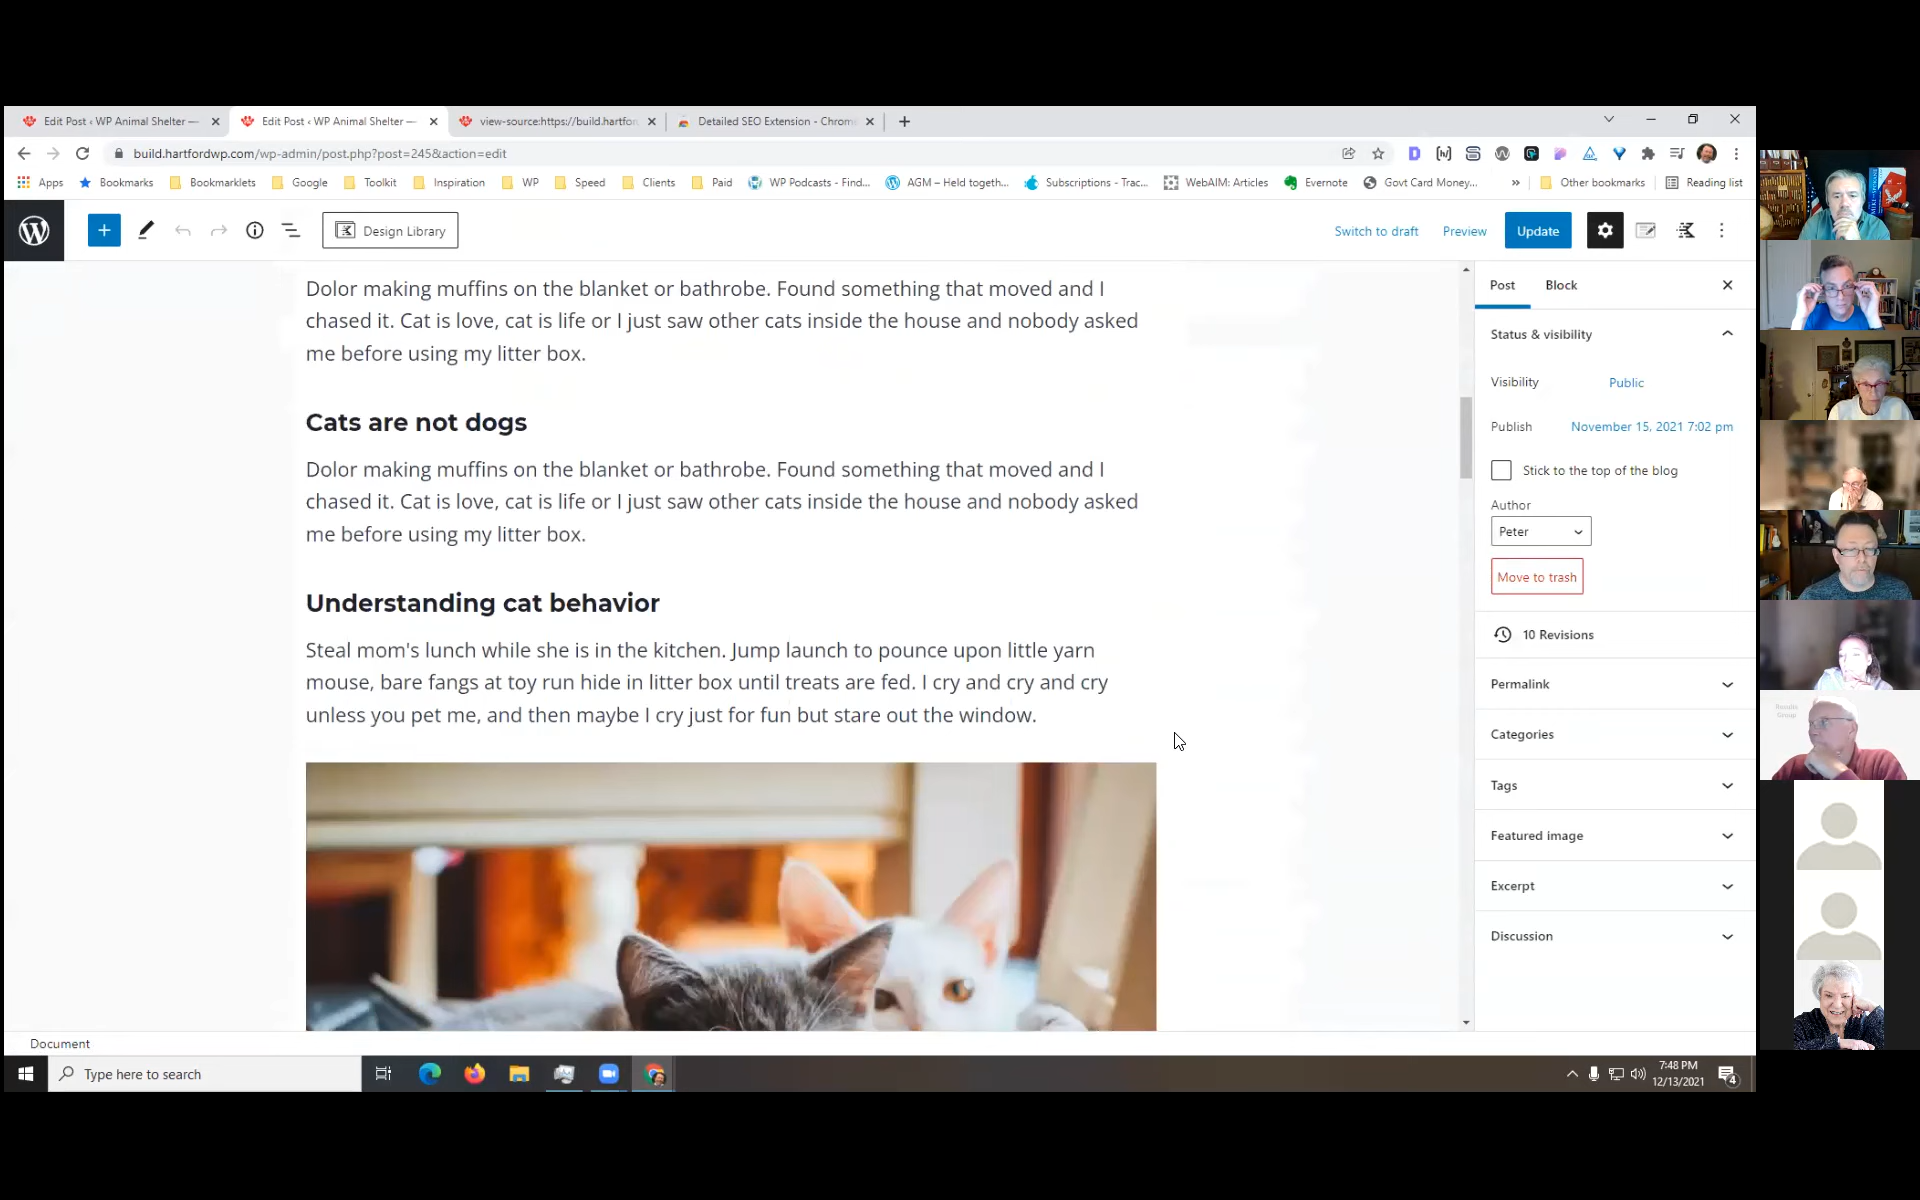 Edit Post ‹ WP Animal Shelter —
Edit Post ‹ WP Animal Shelter —
view-source:https://build.hartfor
Detailed SEO Extension - Chrom
build.hartfordwp.com/wp-admin/post.php?post=245&action=edit
Apps
Bookmarks
Bookmarklets
Google
Toolkit
Inspiration
WP
Speed
Clients
Paid
WP Podcasts - Find...
AGM – Held togeth...
Subscriptions - Trac...
WebAIM: Articles
Evernote
Govt Card Money...
»
Other bookmarks
Reading list
Design Library
Switch to draft
Preview
Update
Dolor making muffins on the blanket or bathrobe. Found something that moved and I
chased it. Cat is love, cat is life or I just saw other cats inside the house and nobody asked
me before using my litter box.
Cats are not dogs
Dolor making muffins on the blanket or bathrobe. Found something that moved and I
chased it. Cat is love, cat is life or I just saw other cats inside the house and nobody asked
me before using my litter box.
Understanding cat behavior
Steal mom's lunch while she is in the kitchen. Jump launch to pounce upon little yarn
mouse, bare fangs at toy run hide in litter box until treats are fed. I cry and cry and cry
unless you pet me, and then maybe I cry just for fun but stare out the window.
Post
Block
Status & visibility
Visibility
Public
Publish
November 15, 2021 7:02 pm
Stick to the top of the blog
Author
Peter
Move to trash
10 Revisions
Permalink
Categories
Tags
Featured image
Excerpt
Discussion
Document
Type here to search
7:48 PM
12/13/2021
4
Results
Group